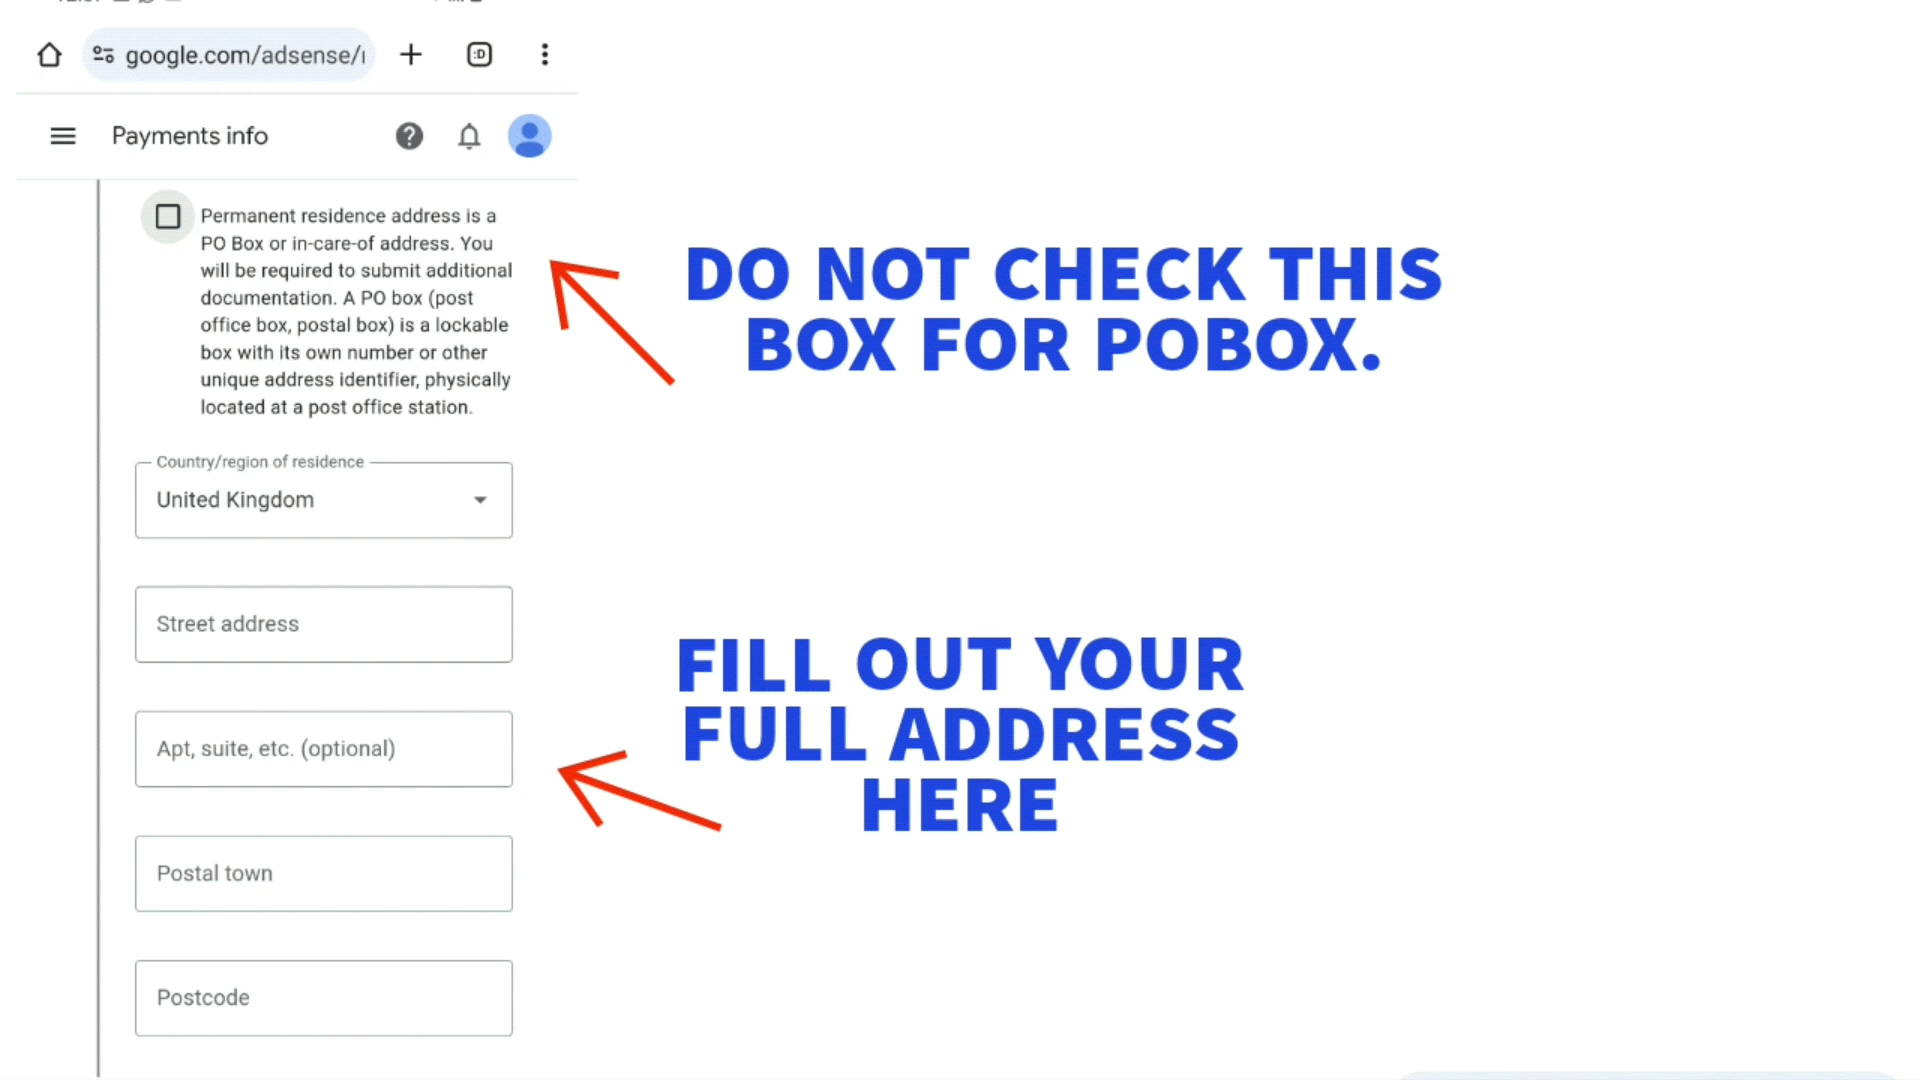 google.com/adsense/
Payments info
Permanent residence address is a
PO Box or in-care-of address. You
will be required to submit additional
documentation. A PO box (post
office box, postal box) is a lockable
box with its own number or other
unique address identifier, physically
located at a post office station.
DO NOT CHECK THIS
BOX FOR POBOX.
Country/region of residence
United Kingdom
Street address
FILL OUT YOUR
FULL ADDRESS
HERE
Apt, suite, etc. (optional)
Postal town
Postcode